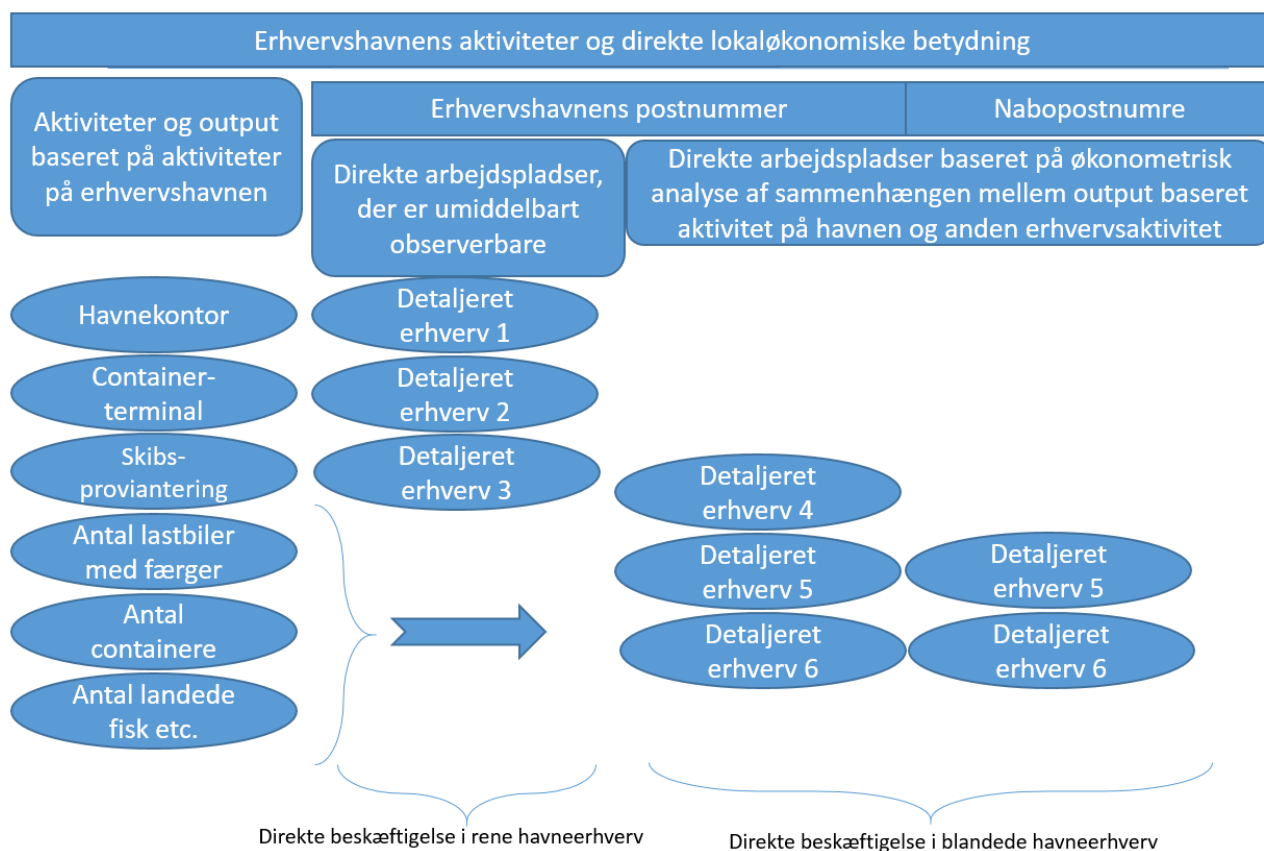 Erhvervshavnens aktiviteter og direkte lokaløkonomiske betydning
Aktiviteter og output
baseret på aktiviteter
på erhvervshavnen
Erhvervshavnens postnummer
Nabopostnumre
Direkte arbejdspladser,
der er umiddelbart
observerbare
Direkte arbejdspladser baseret på økonometrisk
analyse af sammenhængen mellem output baseret
aktivitet på havnen og anden erhvervsaktivitet
Havnekontor
Container-
terminal
Skibs-
proviantering
Antal lastbiler
med færger
Antal
containere
Antal landede
fisk etc.
Detaljeret
erhverv 1
Detaljeret
erhverv 2
Detaljeret
erhverv 3
Detaljeret
erhverv 4
Detaljeret
erhverv 5
Detaljeret
erhverv 6
Detaljeret
erhverv 5
Detaljeret
erhverv 6
Direkte beskæftigelse i rene havneerhverv
Direkte beskæftigelse i blandede havneerhverv